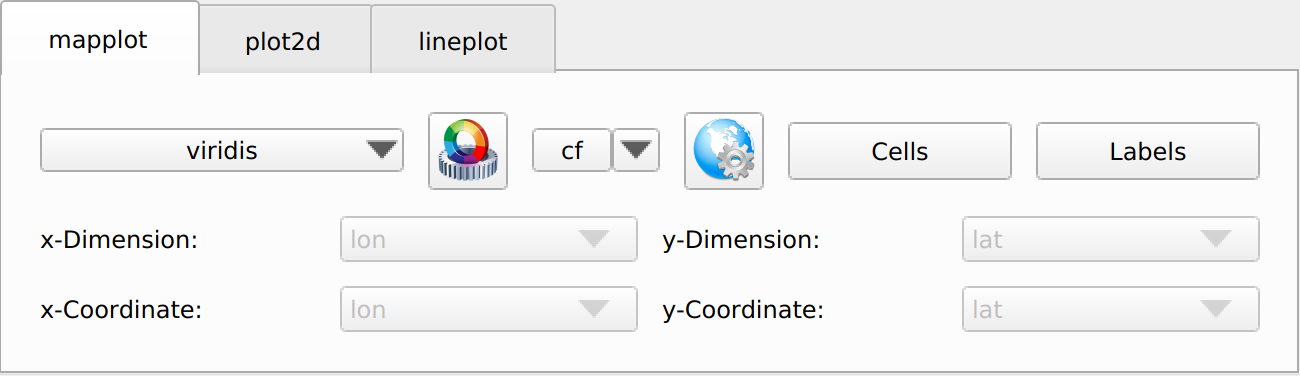 mapplot plot2d lineplot
viridis cf Cells Labels
x-Dimension: lon y-Dimension: lat
x-Coordinate: lon y-Coordinate: lat